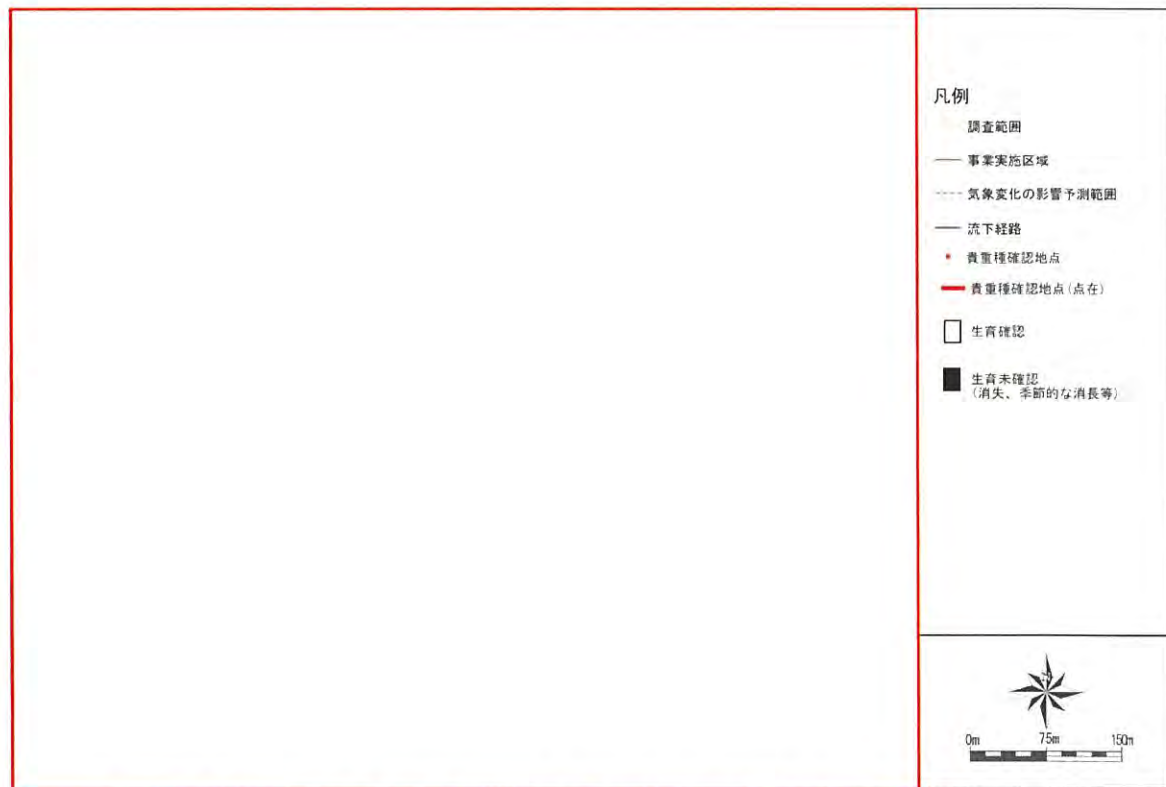 凡例
調査範囲
事業実施区域
気象変化の影響予測範囲
流下経路
貴重種確認地点
貴重種確認地点(点在)
生育確認
生育未確認
(消失、季節的な消長等)
0m 75m 150m